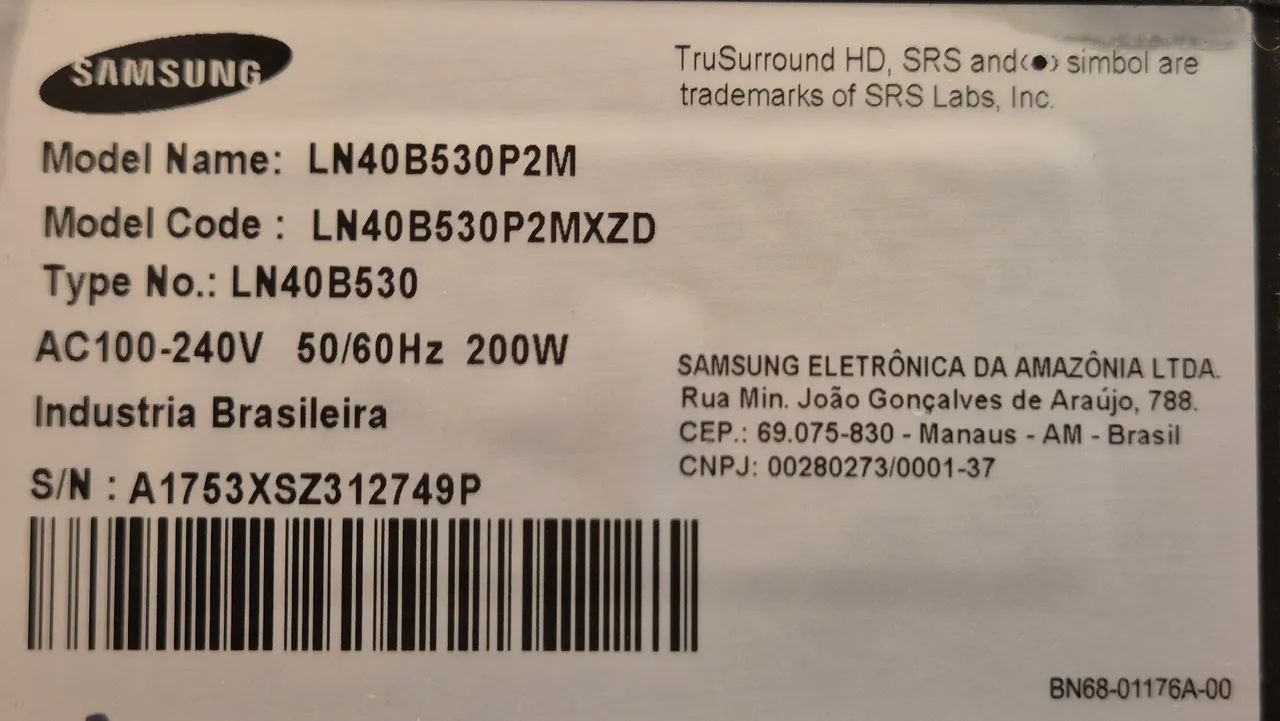 SAMSUNG
TruSurround HD, SRS and(●) simbol are
trademarks of SRS Labs, Inc.
Model Name: LN40B530P2M
Model Code : LN40B530P2MXZD
Type No.: LN40B530
AC100-240V 50/60Hz 200W
Industria Brasileira
S/N : A1753XSZ312749P
SAMSUNG ELETRÔNICA DA AMAZÔNIA LTDA.
Rua Min. João Gonçalves de Araújo, 788.
CEP.: 69.075-830 - Manaus - AM - Brasil
CNPJ: 00280273/0001-37
BN68-01176A-00